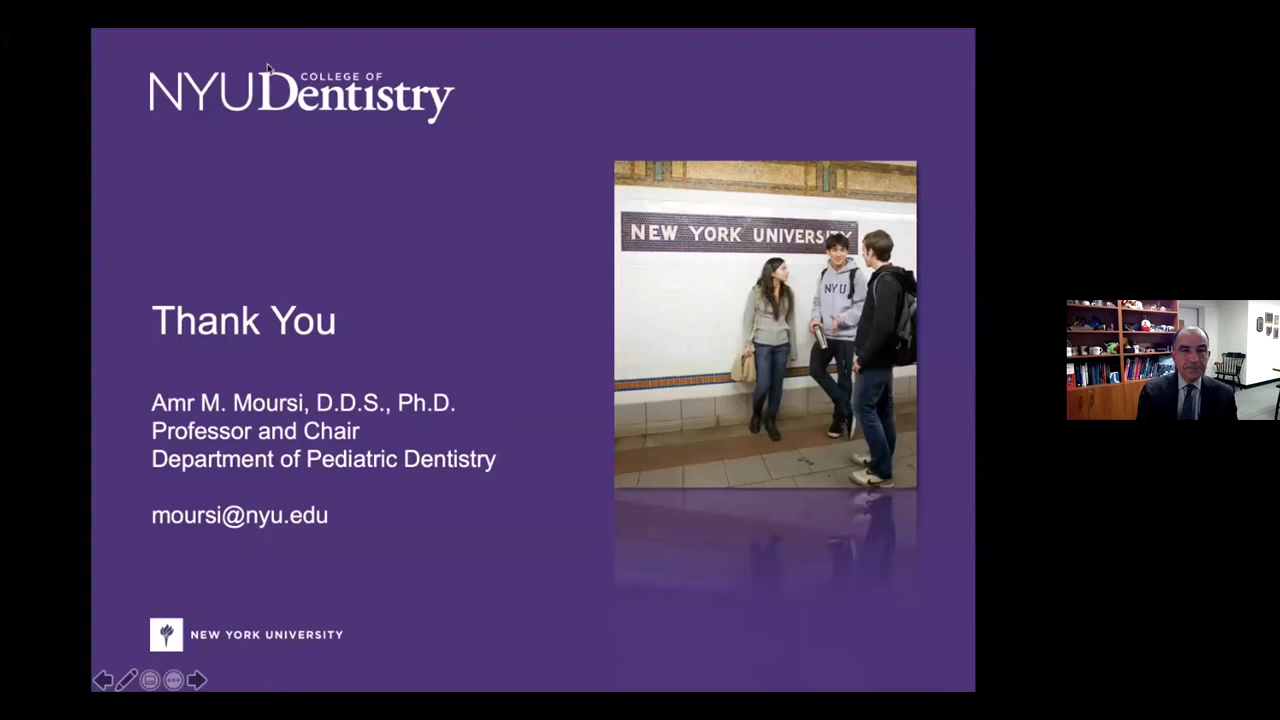 NYU COLLEGE OF Dentistry
NEW YORK UNIVERSITY
NYU
Thank You
Amr M. Moursi, D.D.S., Ph.D.
Professor and Chair
Department of Pediatric Dentistry
moursi@nyu.edu
NEW YORK UNIVERSITY